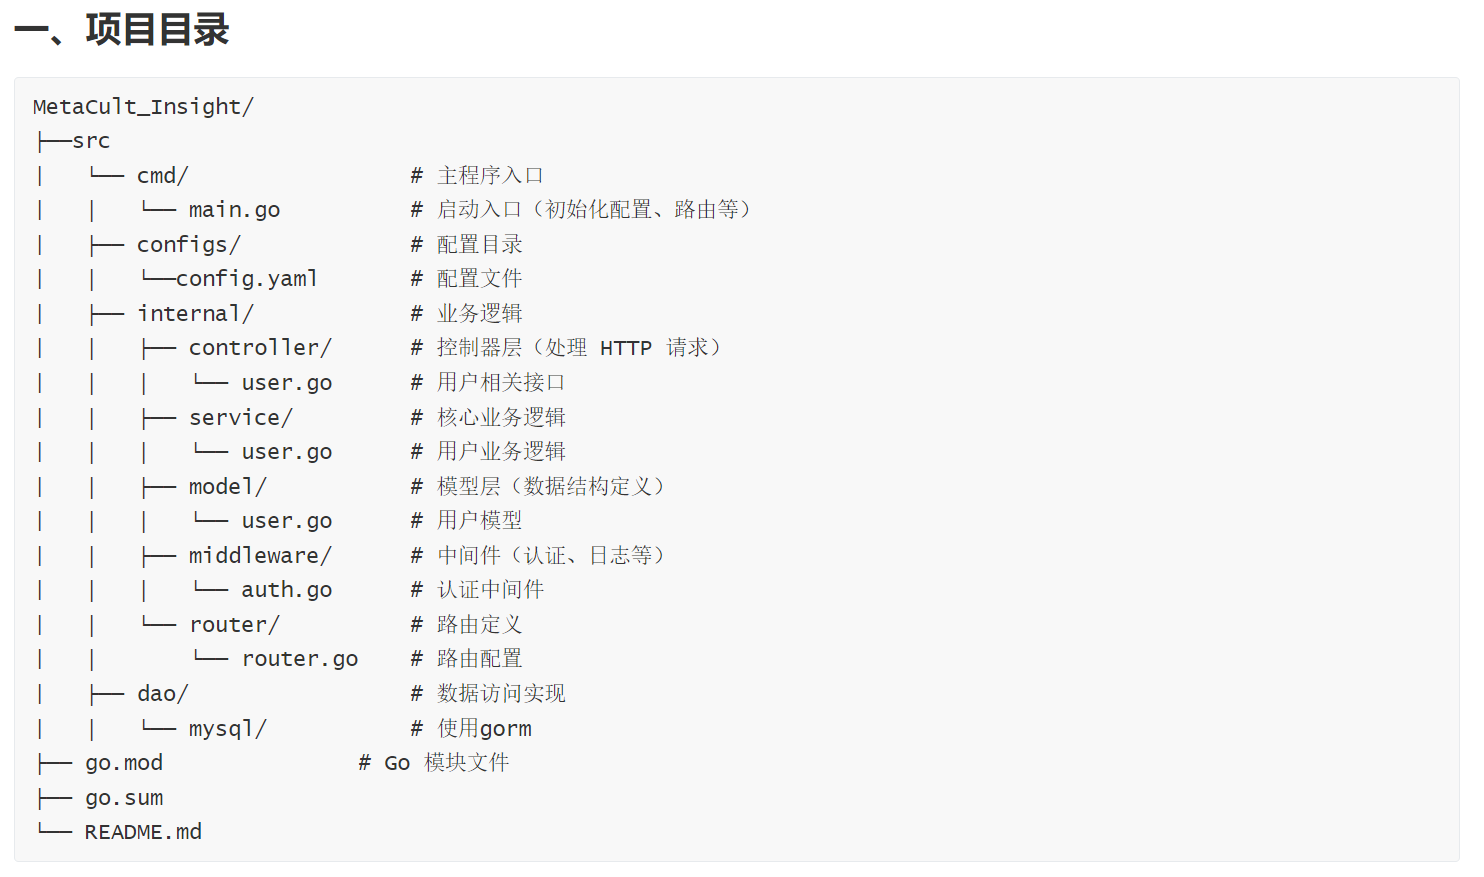 一、项目目录
MetaCult_Insight/
├──src
│   └── cmd/                 # 主程序入口
│   │   └── main.go          # 启动入口（初始化配置、路由等）
│   ├── configs/             # 配置目录
│   │   └──config.yaml       # 配置文件
│   ├── internal/            # 业务逻辑
│   │   ├── controller/      # 控制器层（处理 HTTP 请求）
│   │   │   └── user.go      # 用户相关接口
│   │   ├── service/         # 核心业务逻辑
│   │   │   └── user.go      # 用户业务逻辑
│   │   ├── model/           # 模型层（数据结构定义）
│   │   │   └── user.go      # 用户模型
│   │   ├── middleware/      # 中间件（认证、日志等）
│   │   │   └── auth.go      # 认证中间件
│   │   └── router/          # 路由定义
│   │       └── router.go    # 路由配置
│   ├── dao/                 # 数据访问实现
│   │   └── mysql/           # 使用gorm
├── go.mod               # Go 模块文件
├── go.sum
└── README.md